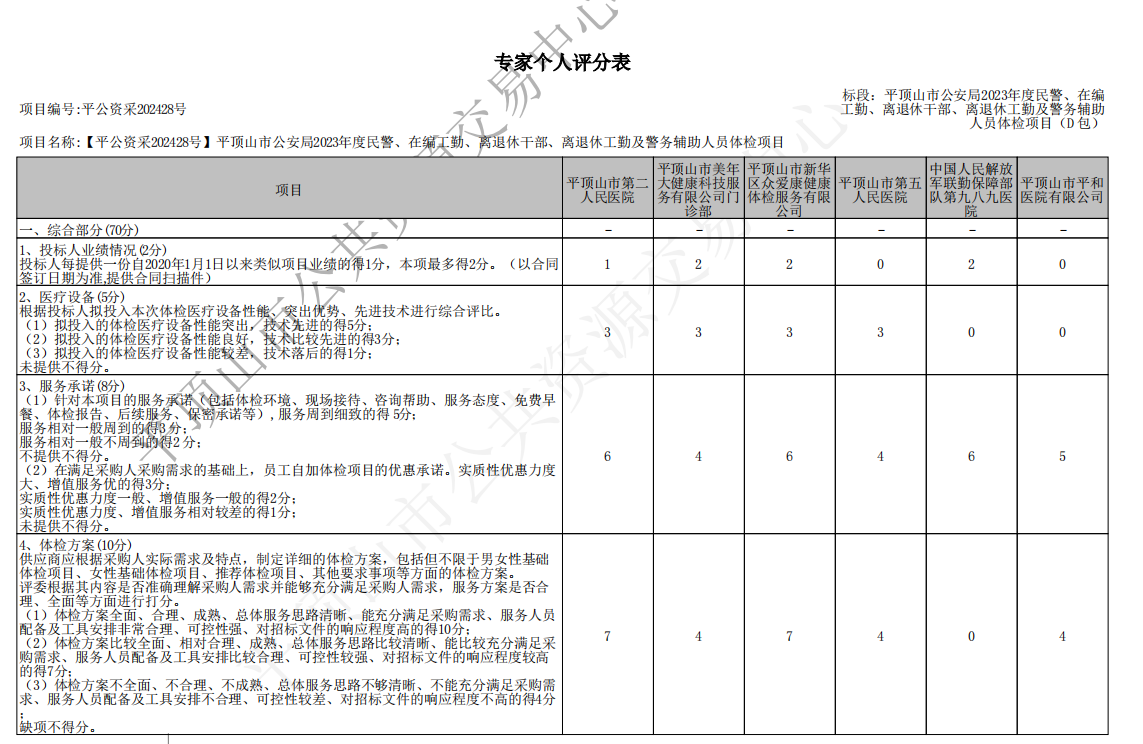 专家个人评分表
标段：平顶山市公安局2023年度民警、在编
项目编号:平公资采202428号
工勤、离退休干部、离退休工勤及警务辅助
人员体检项目（D包）
项目名称:【平公资采202428号】平顶山市公安局2023年度民警、在编工勤、离退休干部、离退休工勤及警务辅助人员体检项目
项目
平顶山市第二
人民医院
平顶山市美年
大健康科技服
务有限公司门
诊部
平顶山市新华
区众爱康健康
体检服务有限
公司
平顶山市第五
人民医院
中国人民解放
军联勤保障部
队第九八九医
院
平顶山市平和
医院有限公司
一、综合部分(70分) － － － － － －
1、投标人业绩情况(2分)
投标人每提供一份自2020年1月1日以来类似项目业绩的得1分，本项最多得2分。（以合同
签订日期为准,提供合同扫描件）
1 2 2 0 2 0
2、医疗设备(5分)
根据投标人拟投入本次体检医疗设备性能、突出优势、先进技术进行综合评比。
（1）拟投入的体检医疗设备性能突出，技术先进的得5分；
（2）拟投入的体检医疗设备性能良好，技术比较先进的得3分；
（3）拟投入的体检医疗设备性能较差，技术落后的得1分；
未提供不得分。
3 3 3 3 0 0
3、服务承诺(8分)
（1）针对本项目的服务承诺（包括体检环境、现场接待、咨询帮助、服务态度、免费早
餐、体检报告、后续服务、保密承诺等）,服务周到细致的得 5分；
服务相对一般周到的得3 分；
服务相对一般不周到的得2 分；
不提供不得分。
（2）在满足采购人采购需求的基础上，员工自加体检项目的优惠承诺。实质性优惠力度
大、增值服务优的得3分；
实质性优惠力度一般、增值服务一般的得2分；
实质性优惠力度、增值服务相对较差的得1分；
未提供不得分。
6 4 6 4 6 5
4、体检方案(10分)
供应商应根据采购人实际需求及特点，制定详细的体检方案，包括但不限于男女性基础
体检项目、女性基础体检项目、推荐体检项目、其他要求事项等方面的体检方案。
评委根据其内容是否准确理解采购人需求并能够充分满足采购人需求，服务方案是否合
理、全面等方面进行打分。
（1）体检方案全面、合理、成熟、总体服务思路清晰、能充分满足采购需求、服务人员
配备及工具安排非常合理、可控性强、对招标文件的响应程度高的得10分；
（2）体检方案比较全面、相对合理、成熟、总体服务思路比较清晰、能比较充分满足采
购需求、服务人员配备及工具安排比较合理、可控性较强、对招标文件的响应程度较高
的得7分；
（3）体检方案不全面、不合理、不成熟、总体服务思路不够清晰、不能充分满足采购需
求、服务人员配备及工具安排不合理、可控性较差、对招标文件的响应程度不高的得4分
；
缺项不得分。
7 4 7 4 0 4
平顶山市公共资源交易中心
平顶山市公共资源交易中心